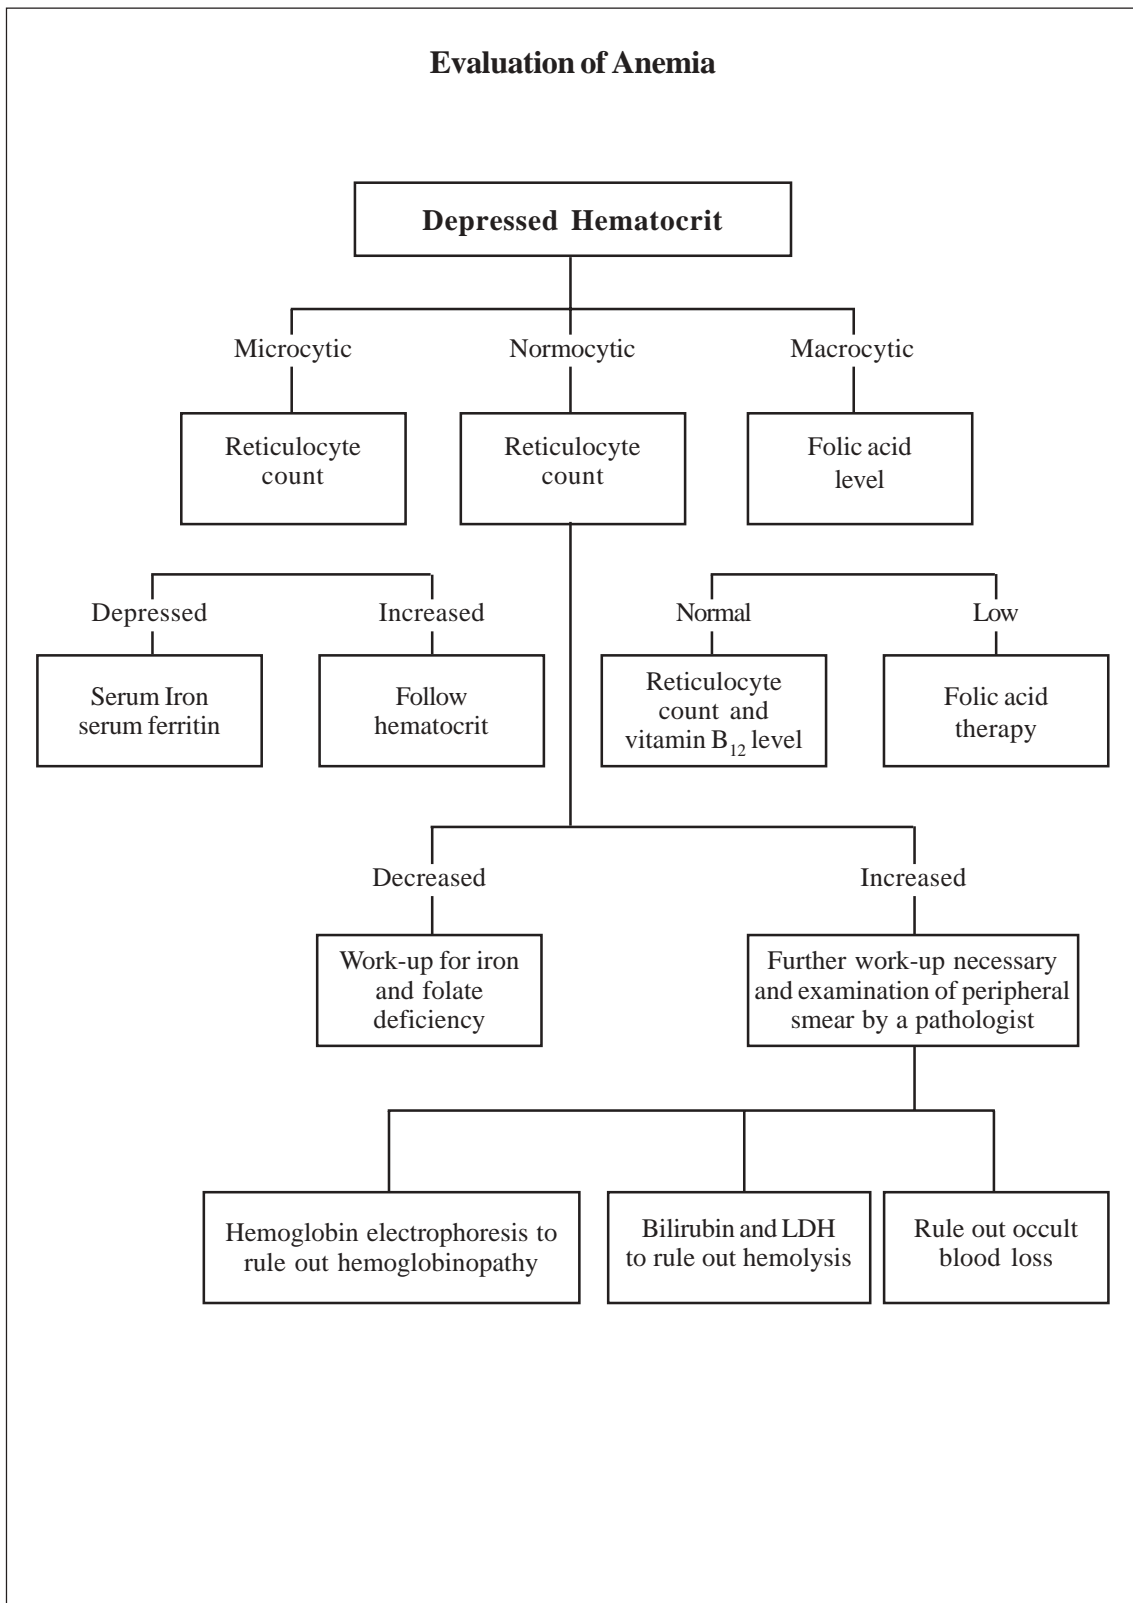 Evaluation of Anemia
Depressed Hematocrit
Microcytic
Normocytic
Macrocytic
Reticulocyte
count
Reticulocyte
count
Folic acid
level
Depressed
Increased
Normal
Low
Serum Iron
serum ferritin
Follow
hematocrit
Reticulocyte
count and
vitamin B12 level
Folic acid
therapy
Decreased
Increased
Work-up for iron
and folate
deficiency
Further work-up necessary
and examination of peripheral
smear by a pathologist
Hemoglobin electrophoresis to
rule out hemoglobinopathy
Bilirubin and LDH
to rule out hemolysis
Rule out occult
blood loss